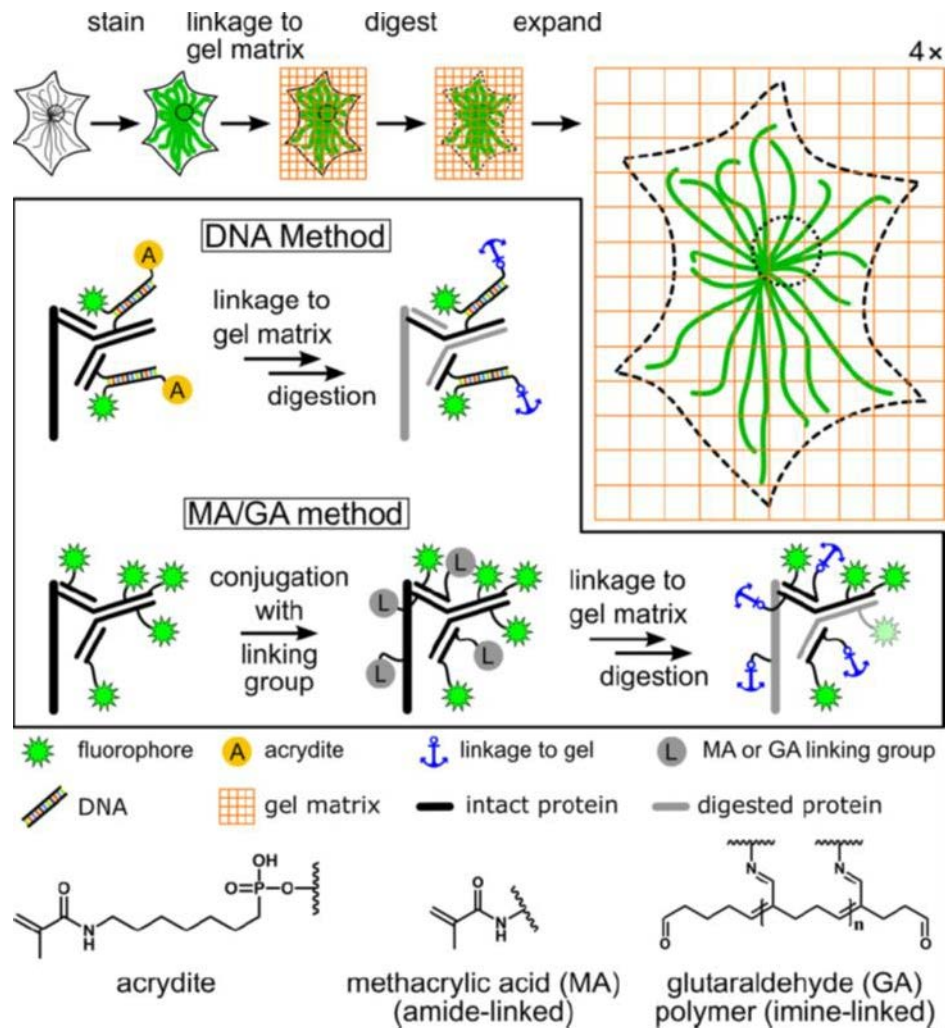 stain
linkage to
gel matrix
digest
expand
4×
DNA Method
A
linkage to
gel matrix
digestion
A
MA/GA method
conjugation
with
linking
group
L
L
L
L
linkage to
gel matrix
digestion
fluorophore
A acrydite
linkage to gel
L MA or GA linking group
DNA
gel matrix
intact protein
digested protein
O
N
H
OH
O=P-O
acrydite
O
N
H
methacrylic acid (MA)
(amide-linked)
N
N
O
n
O
glutaraldehyde (GA)
polymer (imine-linked)